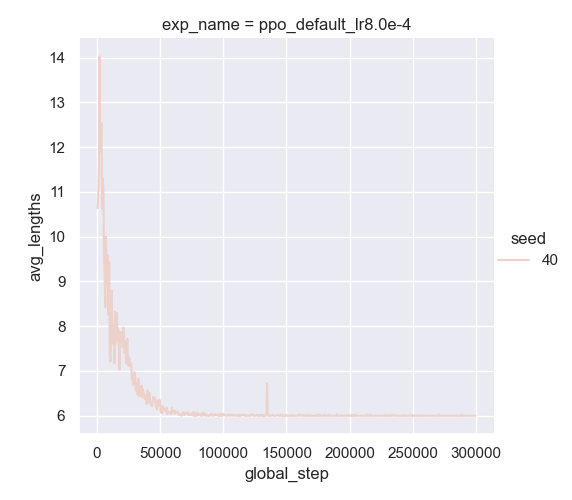 exp_name = ppo_default_lr8.0e-4
14
13
12
11
10
9
8
7
6
avg_lengths
0 50000 100000 150000 200000 250000 300000
global_step
seed
40